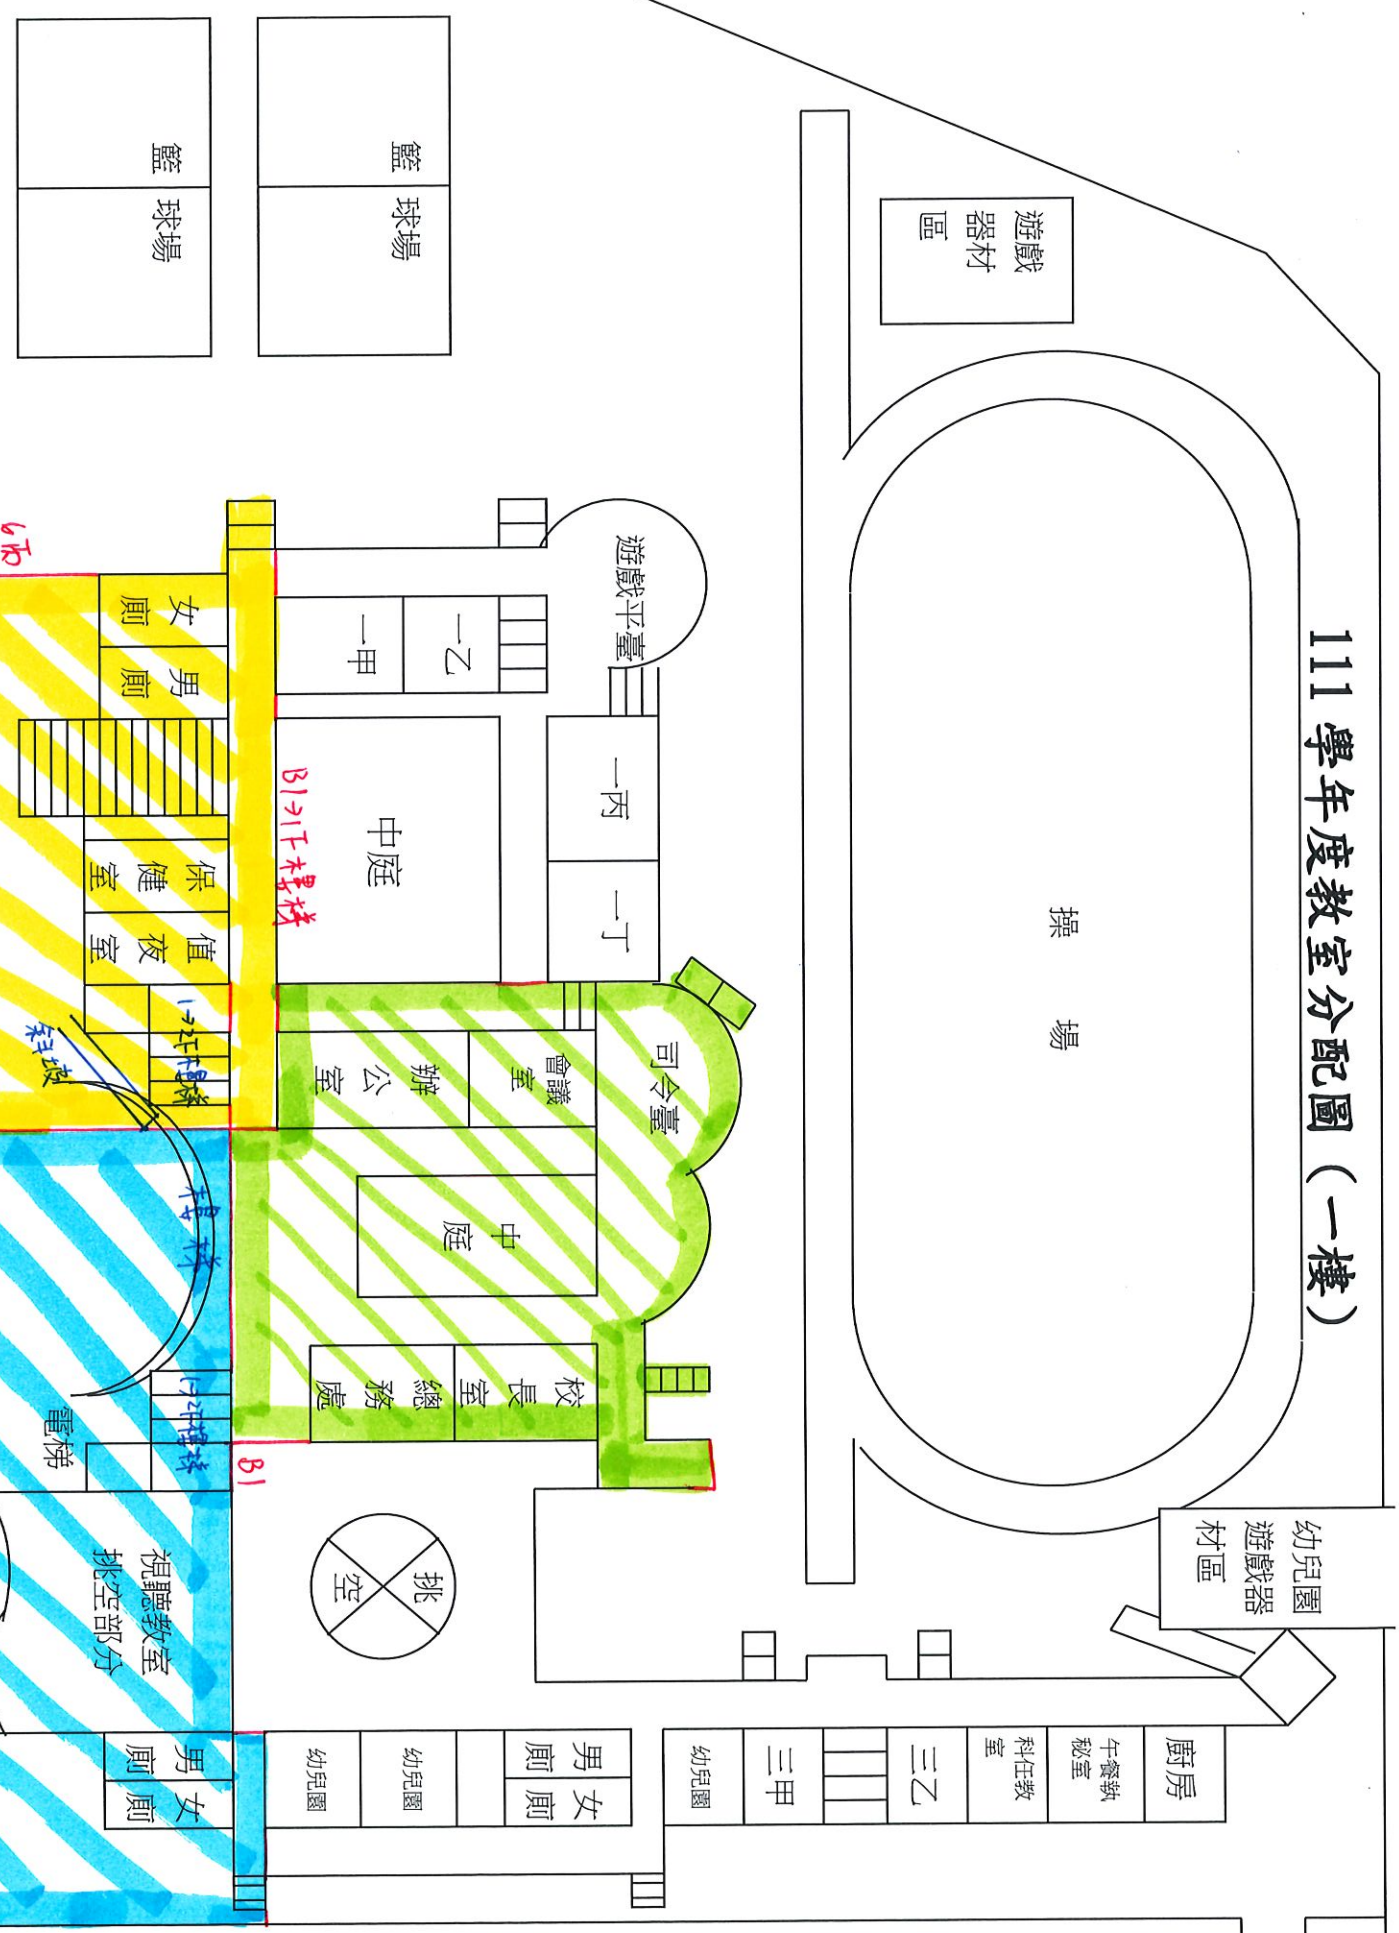 111 學年度教室分配圖（一樓）
幼兒園
遊戲器
材區
遊戲
器材
區
操場
廚房
午餐執
秘室
科任教
室
三乙
三甲
幼兒園
男廁
女廁
幼兒園
幼兒園
男廁
女廁
遊戲平臺
一丙
一丁
一乙
一甲
中庭
司令臺
會議
室
辦公室
中庭
校長室
總務處
挑空
籃球場
籃球場
女廁
男廁
保健室
值夜室
電梯
視聽教室
挑空部分
B1→1F樓梯
1→2F樓梯
斜坡
樓梯
1→2F樓梯
B1